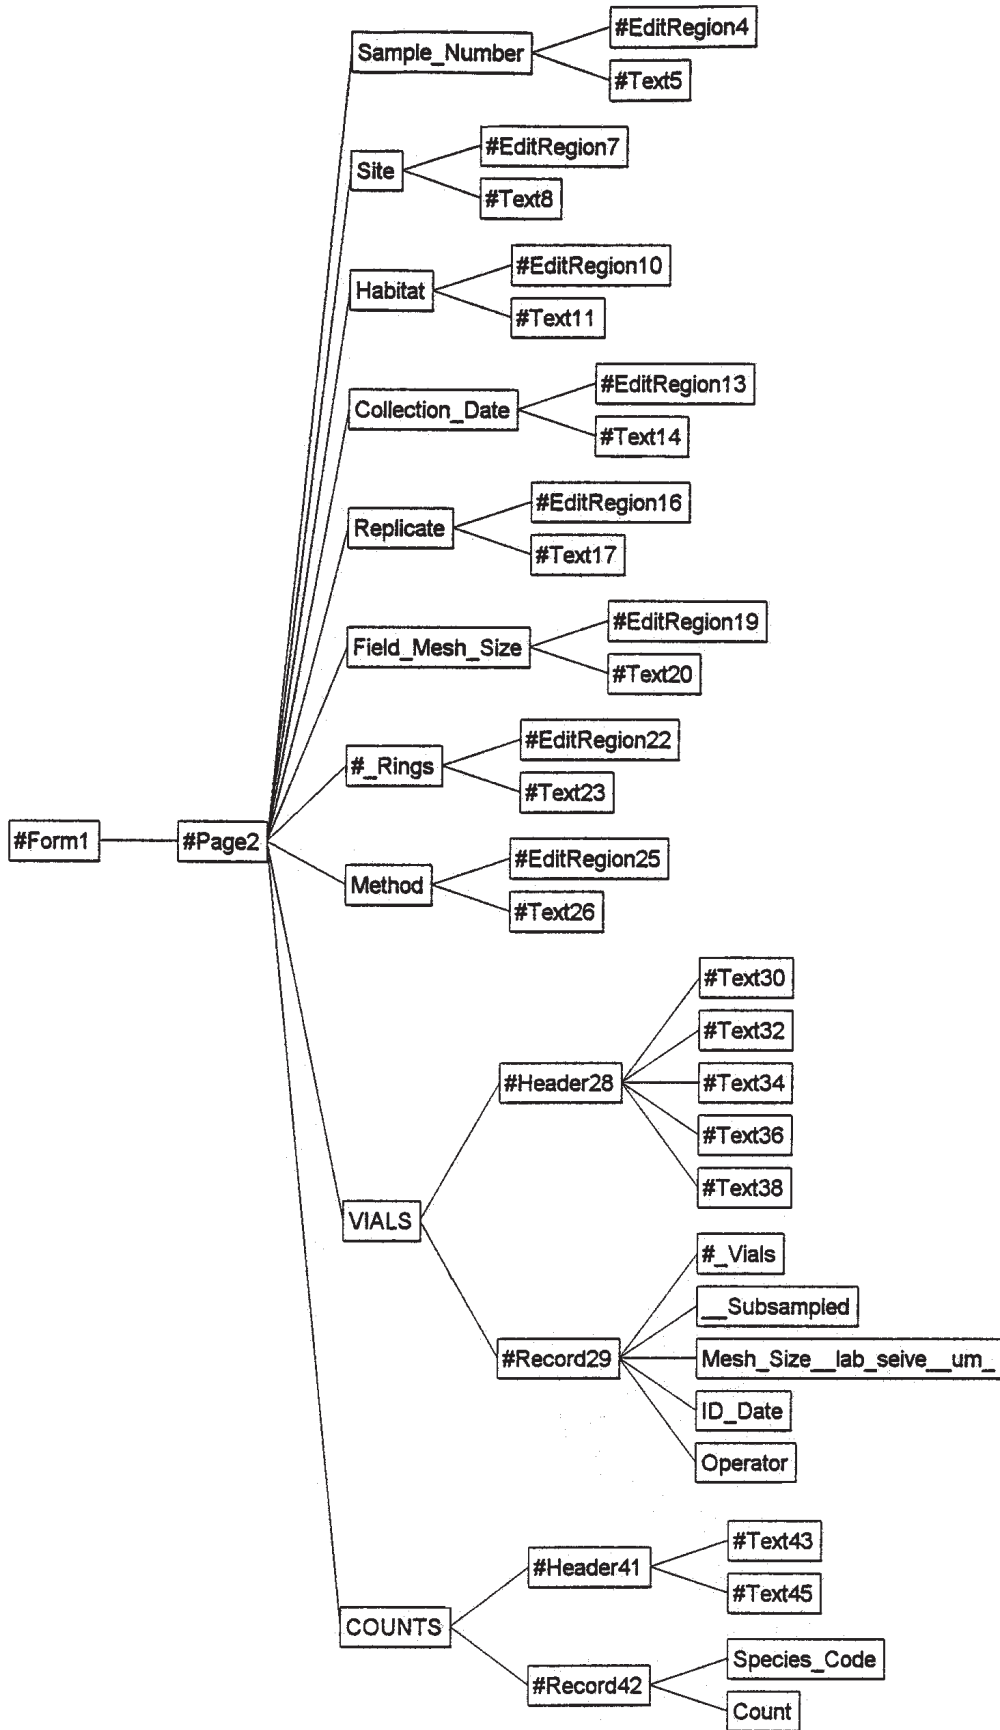 #Form1
#Page2
Sample_Number
#EditRegion4
#Text5
Site
#EditRegion7
#Text8
Habitat
#EditRegion10
#Text11
Collection_Date
#EditRegion13
#Text14
Replicate
#EditRegion16
#Text17
Field_Mesh_Size
#EditRegion19
#Text20
#_Rings
#EditRegion22
#Text23
Method
#EditRegion25
#Text26
VIALS
#Header28
#Text30
#Text32
#Text34
#Text36
#Text38
#Record29
#_Vials
__Subsampled
Mesh_Size__lab_seive__um_
ID_Date
Operator
COUNTS
#Header41
#Text43
#Text45
#Record42
Species_Code
Count